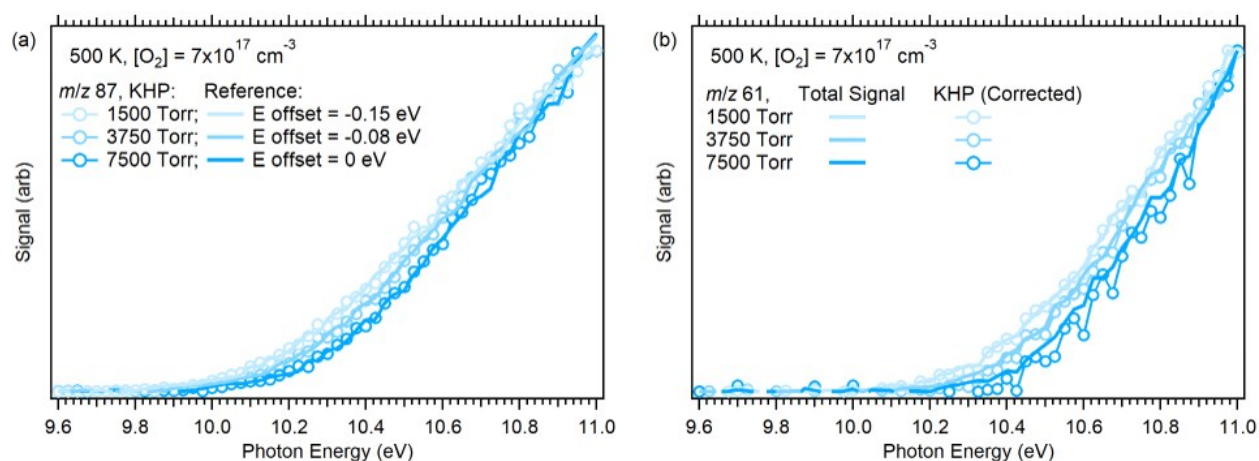 (a)
500 K, [O₂] = 7x10¹⁷ cm⁻³
m/z 87, KHP: Reference:
1500 Torr; E offset = -0.15 eV
3750 Torr; E offset = -0.08 eV
7500 Torr; E offset = 0 eV
Signal (arb)
9.6 9.8 10.0 10.2 10.4 10.6 10.8 11.0
Photon Energy (eV)
(b)
500 K, [O₂] = 7x10¹⁷ cm⁻³
m/z 61, Total Signal KHP (Corrected)
1500 Torr
3750 Torr
7500 Torr
Signal (arb)
9.6 9.8 10.0 10.2 10.4 10.6 10.8 11.0
Photon Energy (eV)